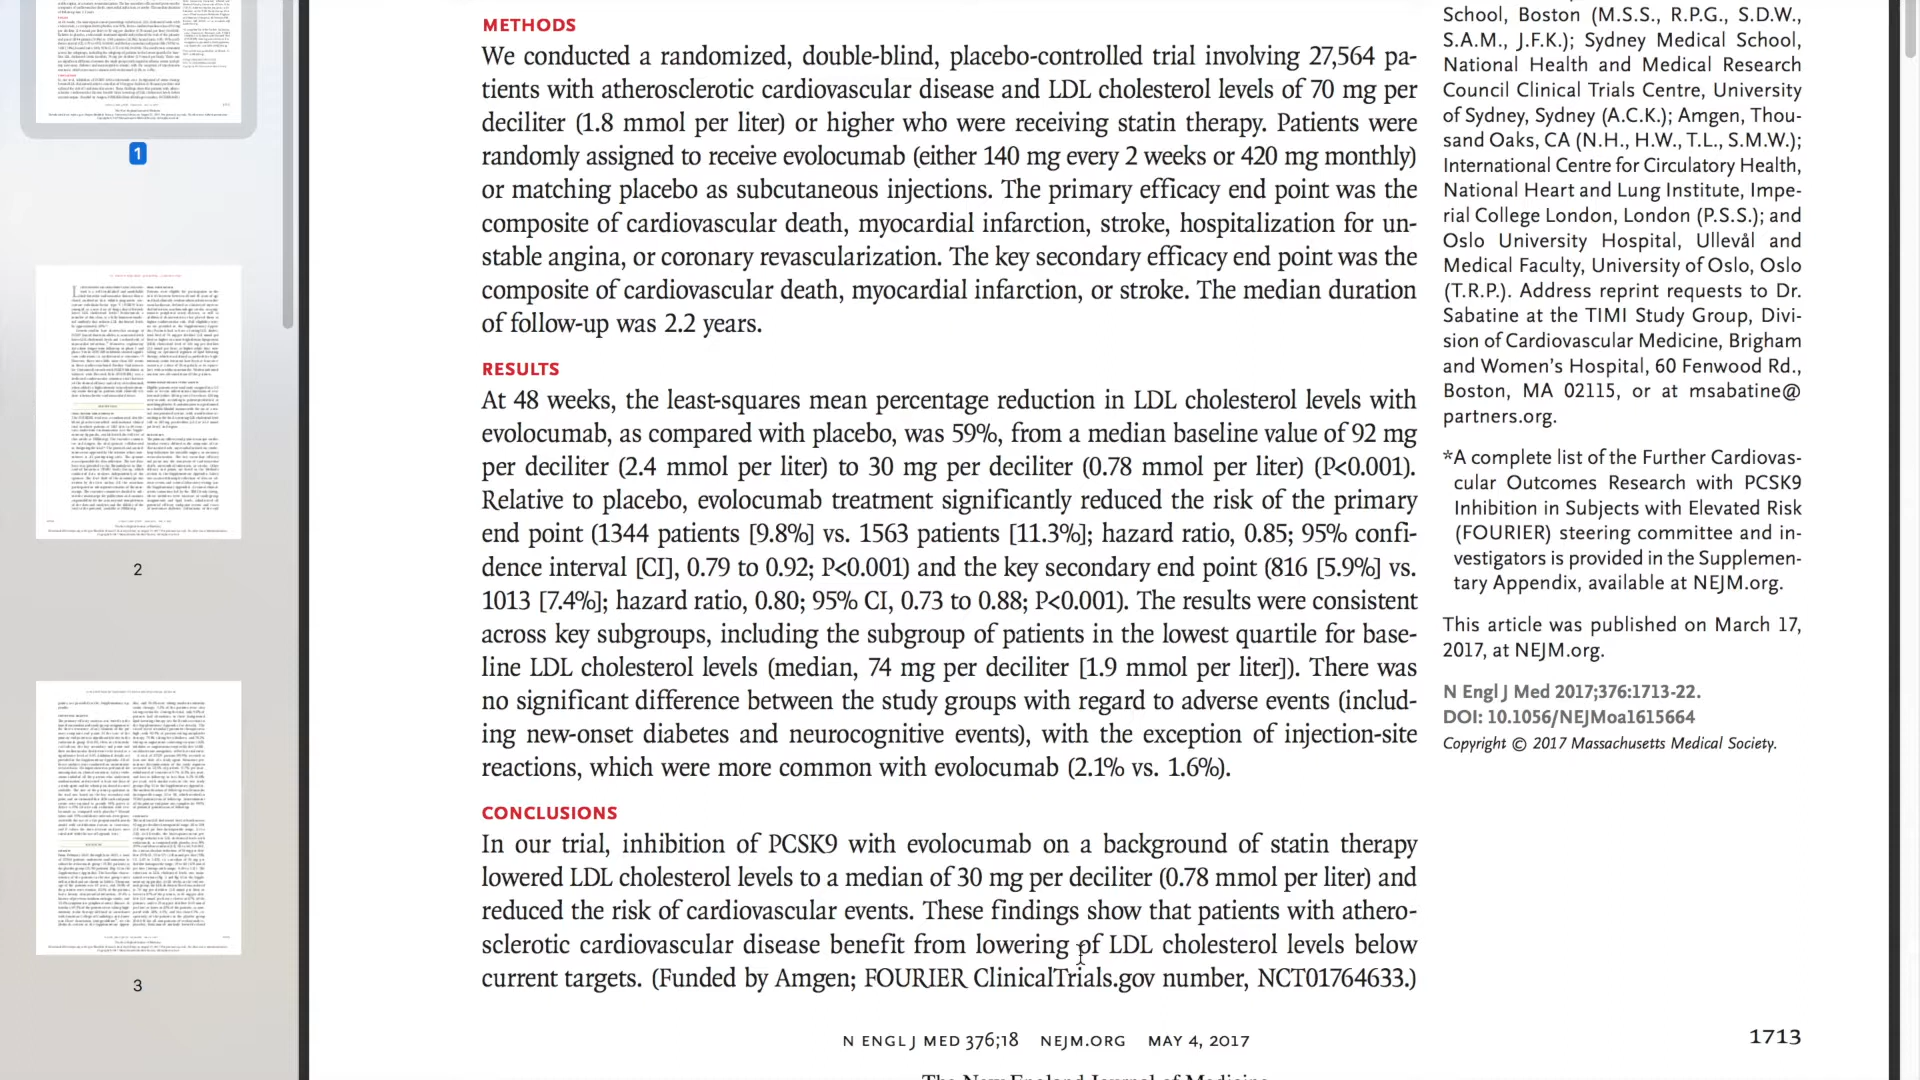 METHODS
We conducted a randomized, double-blind, placebo-controlled trial involving 27,564 pa-
tients with atherosclerotic cardiovascular disease and LDL cholesterol levels of 70 mg per
deciliter (1.8 mmol per liter) or higher who were receiving statin therapy. Patients were
randomly assigned to receive evolocumab (either 140 mg every 2 weeks or 420 mg monthly)
or matching placebo as subcutaneous injections. The primary efficacy end point was the
composite of cardiovascular death, myocardial infarction, stroke, hospitalization for un-
stable angina, or coronary revascularization. The key secondary efficacy end point was the
composite of cardiovascular death, myocardial infarction, or stroke. The median duration
of follow-up was 2.2 years.
RESULTS
At 48 weeks, the least-squares mean percentage reduction in LDL cholesterol levels with
evolocumab, as compared with placebo, was 59%, from a median baseline value of 92 mg
per deciliter (2.4 mmol per liter) to 30 mg per deciliter (0.78 mmol per liter) (P<0.001).
Relative to placebo, evolocumab treatment significantly reduced the risk of the primary
end point (1344 patients [9.8%] vs. 1563 patients [11.3%]; hazard ratio, 0.85; 95% confi-
dence interval [CI], 0.79 to 0.92; P<0.001) and the key secondary end point (816 [5.9%] vs.
1013 [7.4%]; hazard ratio, 0.80; 95% CI, 0.73 to 0.88; P<0.001). The results were consistent
across key subgroups, including the subgroup of patients in the lowest quartile for base-
line LDL cholesterol levels (median, 74 mg per deciliter [1.9 mmol per liter]). There was
no significant difference between the study groups with regard to adverse events (includ-
ing new-onset diabetes and neurocognitive events), with the exception of injection-site
reactions, which were more common with evolocumab (2.1% vs. 1.6%).
CONCLUSIONS
In our trial, inhibition of PCSK9 with evolocumab on a background of statin therapy
lowered LDL cholesterol levels to a median of 30 mg per deciliter (0.78 mmol per liter) and
reduced the risk of cardiovascular events. These findings show that patients with athero-
sclerotic cardiovascular disease benefit from lowering of LDL cholesterol levels below
current targets. (Funded by Amgen; FOURIER ClinicalTrials.gov number, NCT01764633.)
School, Boston (M.S.S., R.P.G., S.D.W.,
S.A.M., J.F.K.); Sydney Medical School,
National Health and Medical Research
Council Clinical Trials Centre, University
of Sydney, Sydney (A.C.K.); Amgen, Thou-
sand Oaks, CA (N.H., H.W., T.L., S.M.W.);
International Centre for Circulatory Health,
National Heart and Lung Institute, Impe-
rial College London, London (P.S.S.); and
Oslo University Hospital, Ullevål and
Medical Faculty, University of Oslo, Oslo
(T.R.P.). Address reprint requests to Dr.
Sabatine at the TIMI Study Group, Divi-
sion of Cardiovascular Medicine, Brigham
and Women's Hospital, 60 Fenwood Rd.,
Boston, MA 02115, or at msabatine@
partners.org.
*A complete list of the Further Cardiovas-
cular Outcomes Research with PCSK9
Inhibition in Subjects with Elevated Risk
(FOURIER) steering committee and in-
vestigators is provided in the Supplemen-
tary Appendix, available at NEJM.org.
This article was published on March 17,
2017, at NEJM.org.
N Engl J Med 2017;376:1713-22.
DOI: 10.1056/NEJMoa1615664
Copyright © 2017 Massachusetts Medical Society.
N ENGL J MED 376;18 NEJM.ORG MAY 4, 2017
1713
The New England Journal of Medicine
1
2
3